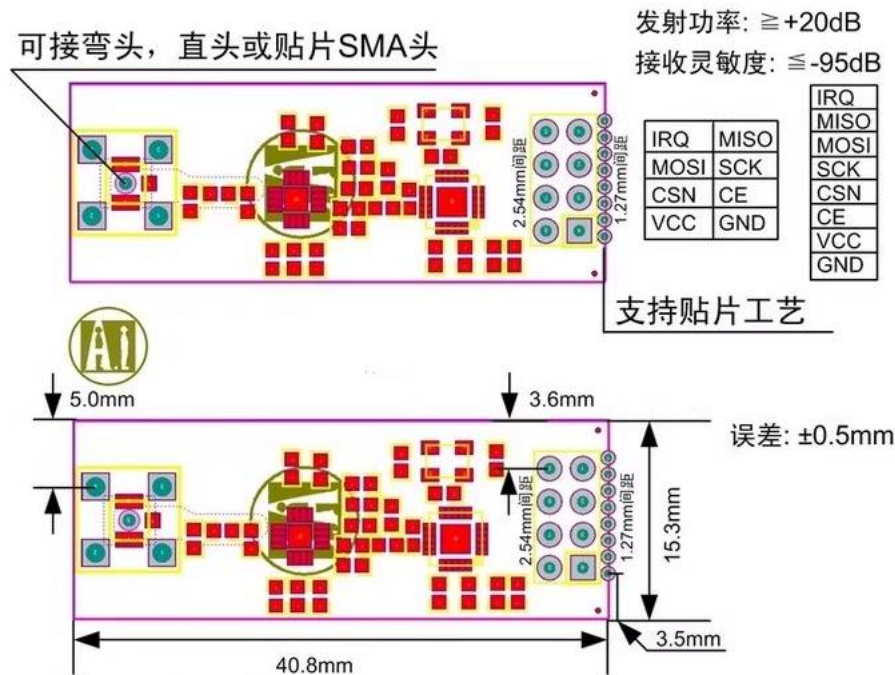 可接弯头，直头或贴片SMA头
发射功率: ≧+20dB
接收灵敏度: ≦-95dB
2.54mm间距
1.27mm间距
IRQ MISO
MOSI SCK
CSN CE
VCC GND
IRQ
MISO
MOSI
SCK
CSN
CE
VCC
GND
支持贴片工艺
Ai
5.0mm
3.6mm
误差: ±0.5mm
2.54mm间距
1.27mm间距
15.3mm
3.5mm
40.8mm